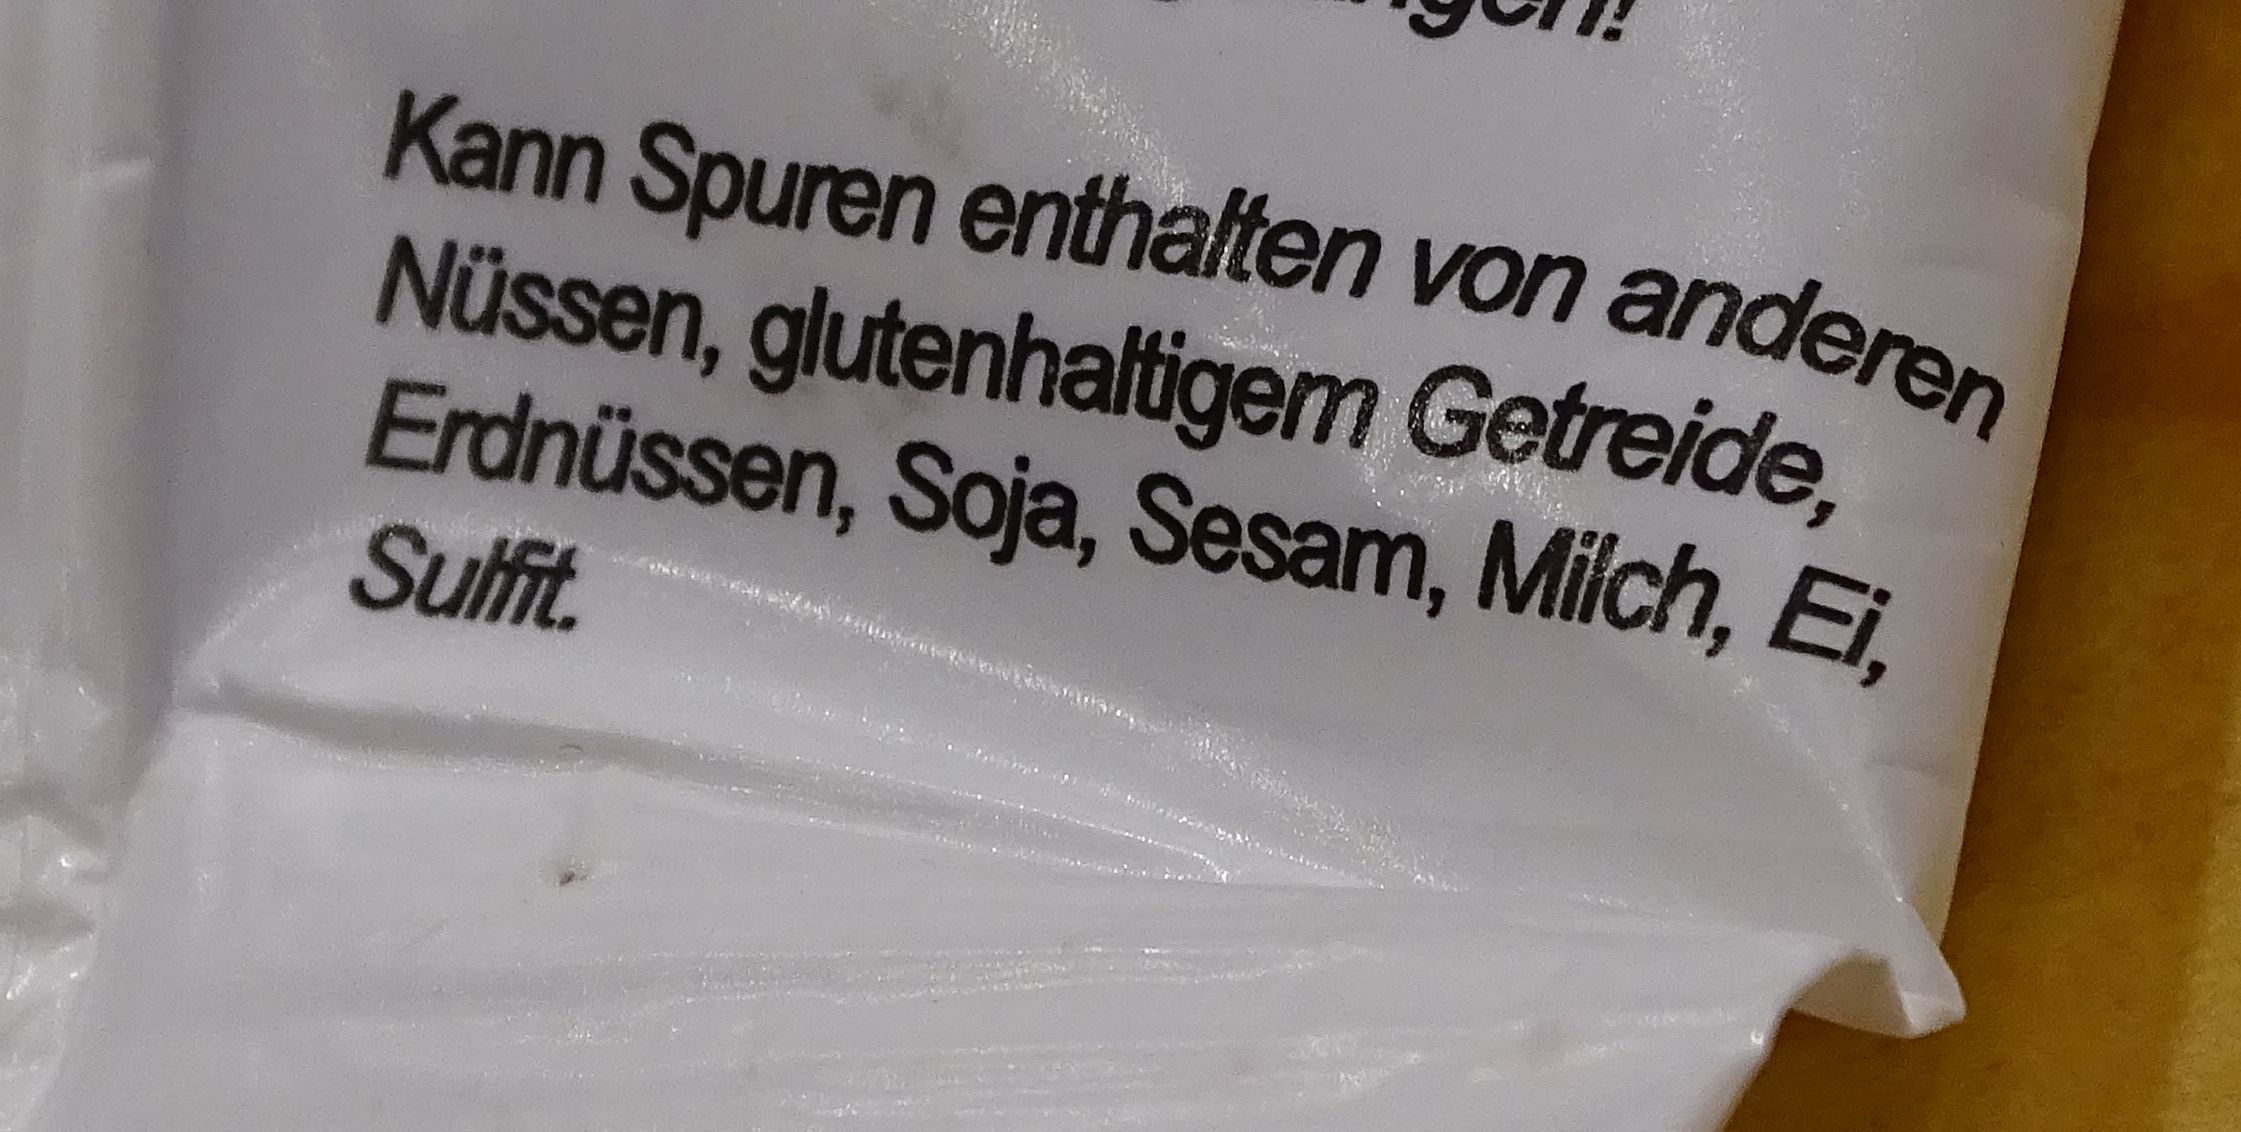 Kann Spuren enthalten von anderen
Nüssen, glutenhaltigem Getreide,
Erdnüssen, Soja, Sesam, Milch, Ei,
Sulfit.